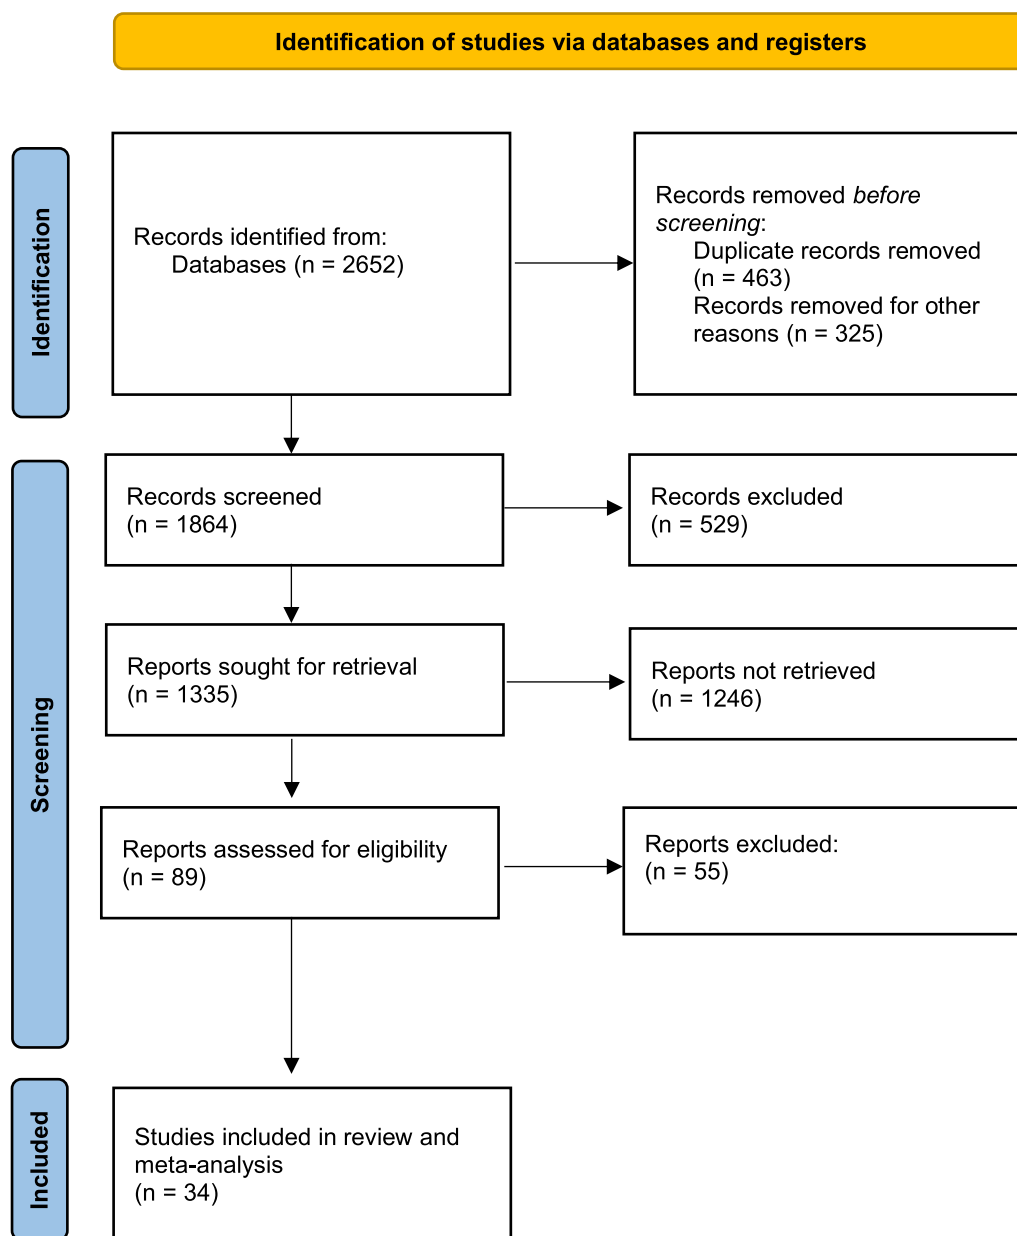 Identification of studies via databases and registers
Identification
Records identified from:
Databases (n = 2652)
Records removed before
screening:
Duplicate records removed
(n = 463)
Records removed for other
reasons (n = 325)
Screening
Records screened
(n = 1864)
Records excluded
(n = 529)
Reports sought for retrieval
(n = 1335)
Reports not retrieved
(n = 1246)
Reports assessed for eligibility
(n = 89)
Reports excluded:
(n = 55)
Included
Studies included in review and
meta-analysis
(n = 34)